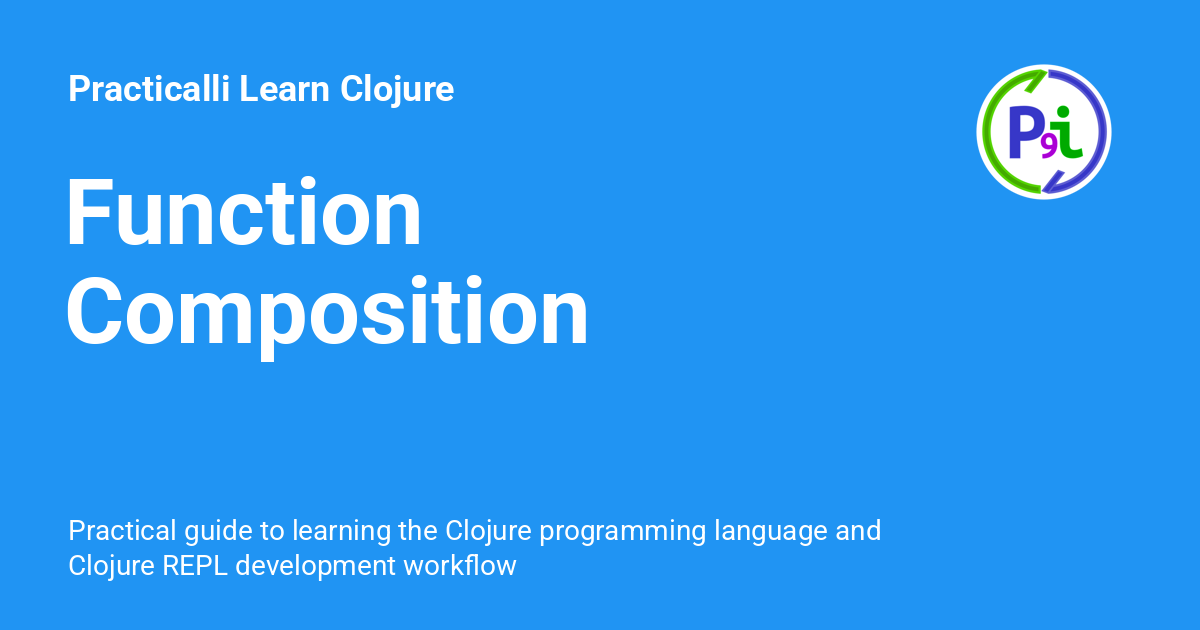 Practicalli Learn Clojure
P9i
Function
Composition
Practical guide to learning the Clojure programming language and
Clojure REPL development workflow